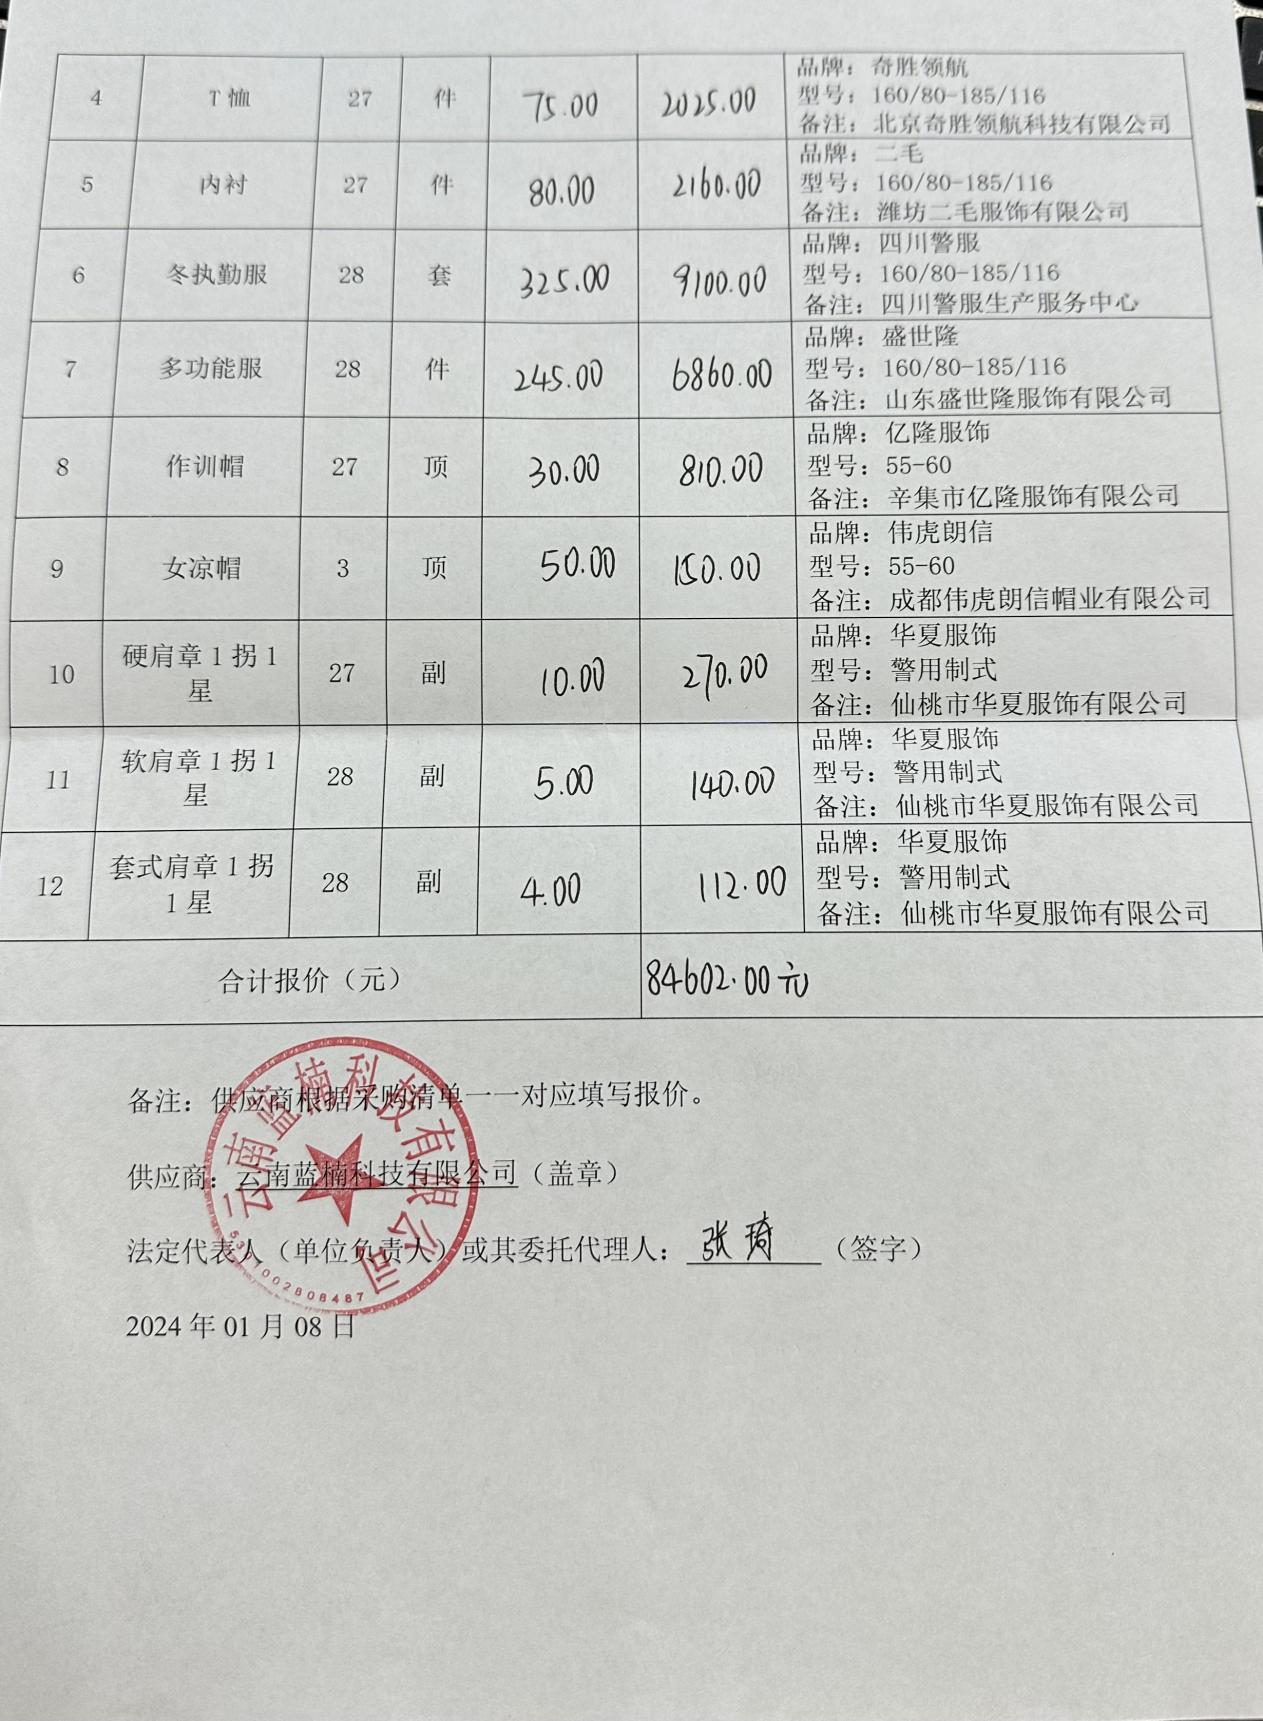 4 T恤 27 件 75.00 2025.00 品牌：奇胜领航
型号：160/80-185/116
备注：北京奇胜领航科技有限公司
5 内衬 27 件 80.00 2160.00 品牌：二毛
型号：160/80-185/116
备注：潍坊二毛服饰有限公司
6 冬执勤服 28 套 325.00 9100.00 品牌：四川警服
型号：160/80-185/116
备注：四川警服生产服务中心
7 多功能服 28 件 245.00 6860.00 品牌：盛世隆
型号：160/80-185/116
备注：山东盛世隆服饰有限公司
8 作训帽 27 顶 30.00 810.00 品牌：亿隆服饰
型号：55-60
备注：辛集市亿隆服饰有限公司
9 女凉帽 3 顶 50.00 150.00 品牌：伟虎朗信
型号：55-60
备注：成都伟虎朗信帽业有限公司
10 硬肩章1拐1
星 27 副 10.00 270.00 品牌：华夏服饰
型号：警用制式
备注：仙桃市华夏服饰有限公司
11 软肩章1拐1
星 28 副 5.00 140.00 品牌：华夏服饰
型号：警用制式
备注：仙桃市华夏服饰有限公司
12 套式肩章1拐
1星 28 副 4.00 112.00 品牌：华夏服饰
型号：警用制式
备注：仙桃市华夏服饰有限公司
合计报价（元） 84602.00元
备注：供应商根据采购清单一一对应填写报价。
供应商：云南蓝楠科技有限公司（盖章）
法定代表人（单位负责人）或其委托代理人：张琦（签字）
2024年01月08日
云南蓝楠科技有限公司